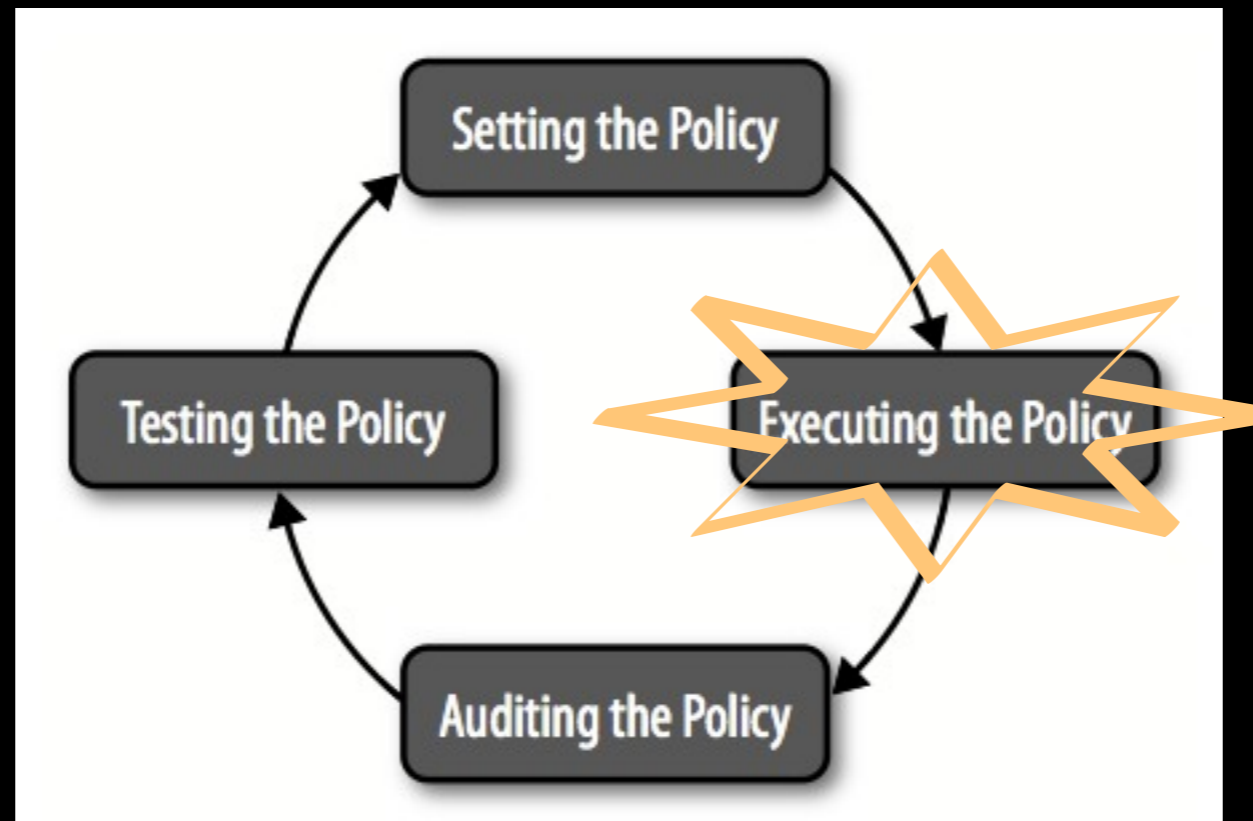 Setting the Policy
Testing the Policy
Executing the Policy
Auditing the Policy